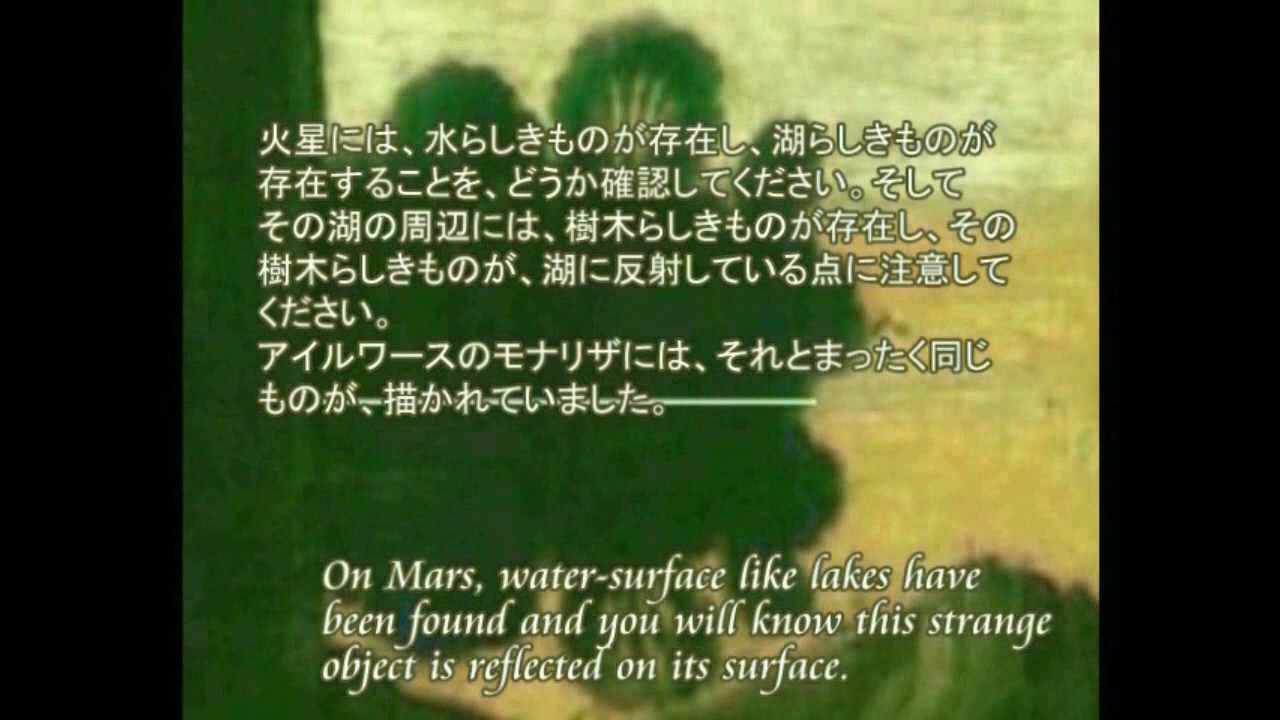 火星には、水らしきものが存在し、湖らしきものが
存在することを、どうか確認してください。そして
その湖の周辺には、樹木らしきものが存在し、その
樹木らしきものが、湖に反射している点に注意して
ください。
アイルワースのモナリザには、それとまったく同じ
ものが、描かれていました。
On Mars, water-surface like lakes have
been found and you will know this strange
object is reflected on its surface.